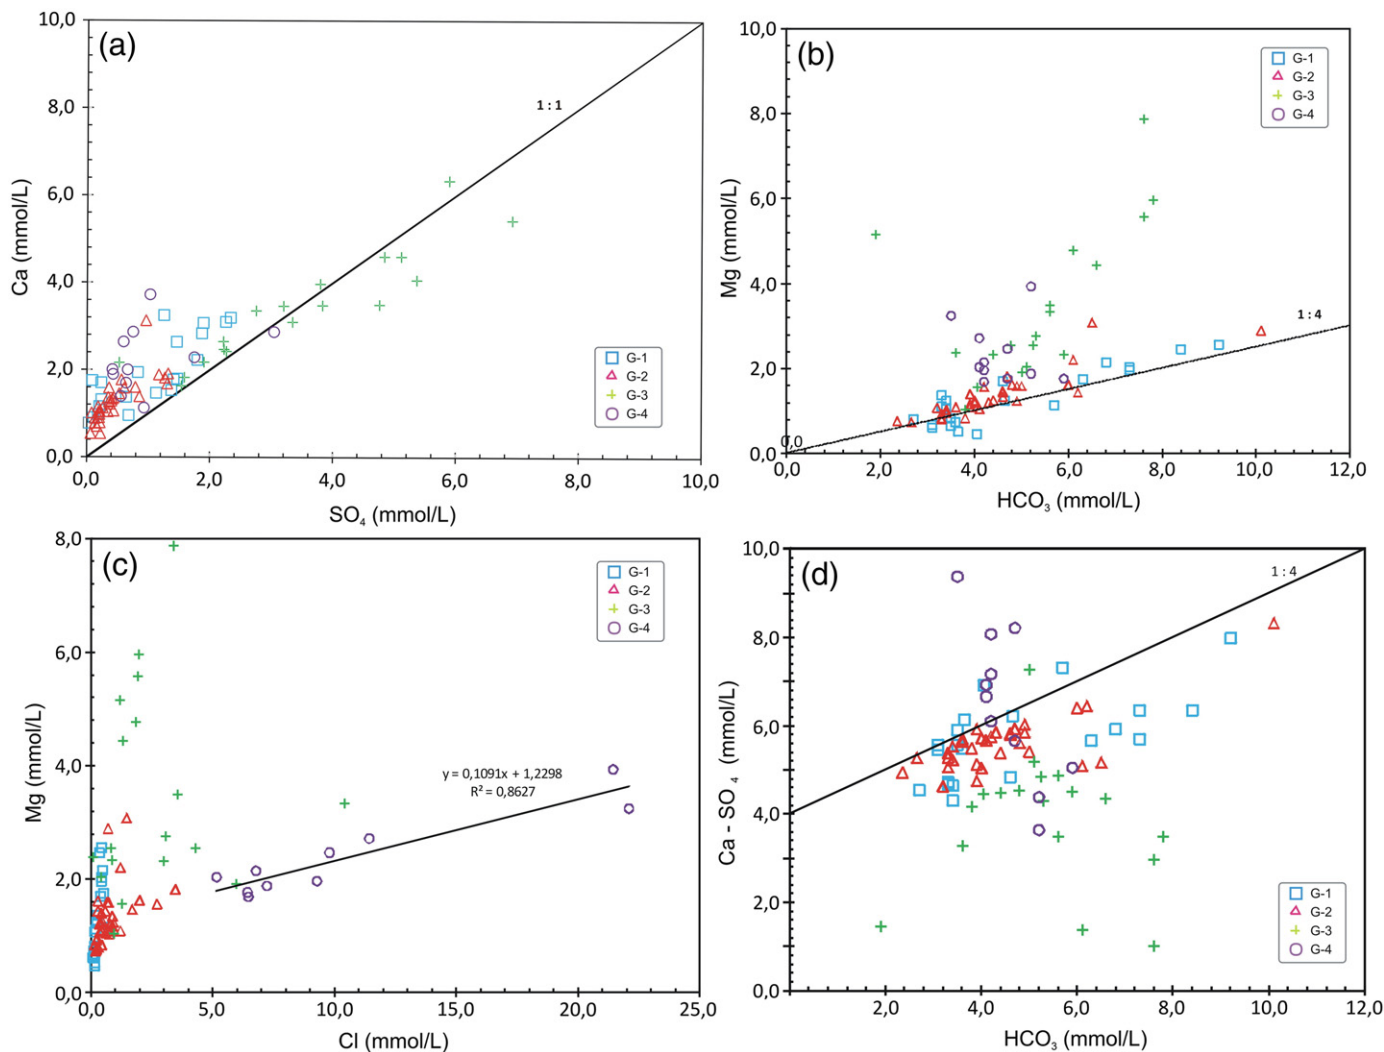 (a)
10,0
8,0
6,0
4,0
2,0
0,0
Ca (mmol/L)
1 : 1
G-1
G-2
G-3
G-4
0,0 2,0 4,0 6,0 8,0 10,0
SO4 (mmol/L)
(b)
10,0
8,0
6,0
4,0
2,0
0,0
Mg (mmol/L)
G-1
G-2
G-3
G-4
1 : 4
0,0
0,0 2,0 4,0 6,0 8,0 10,0 12,0
HCO3 (mmol/L)
(c)
8,0
6,0
4,0
2,0
0,0
Mg (mmol/L)
G-1
G-2
G-3
G-4
y = 0,1091x + 1,2298
R² = 0,8627
0,0 5,0 10,0 15,0 20,0 25,0
Cl (mmol/L)
(d)
10,0
8,0
6,0
4,0
2,0
0,0
Ca - SO4 (mmol/L)
1 : 4
G-1
G-2
G-3
G-4
2,0 4,0 6,0 8,0 10,0 12,0
HCO3 (mmol/L)